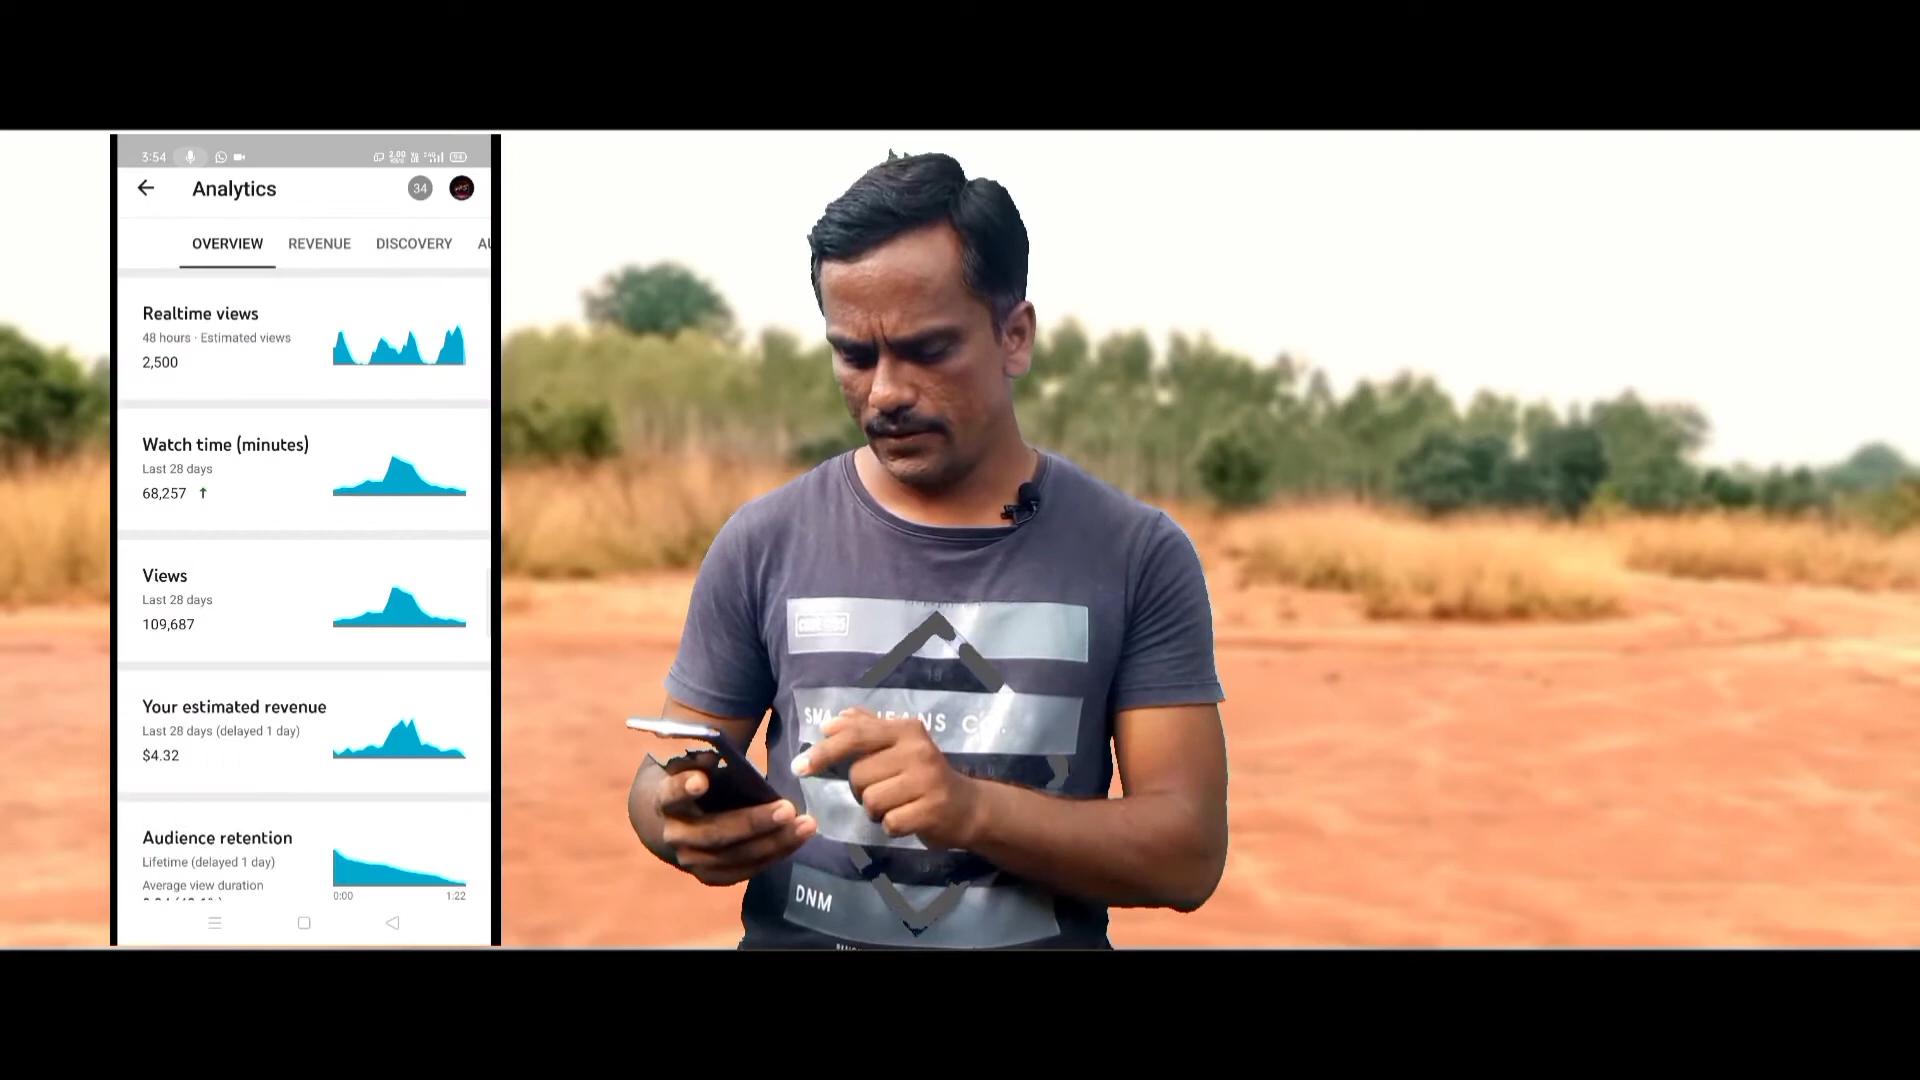 3:54
Analytics
34
OVERVIEW REVENUE DISCOVERY AU
Realtime views
48 hours · Estimated views
2,500
Watch time (minutes)
Last 28 days
68,257 ↑
Views
Last 28 days
109,687
Your estimated revenue
Last 28 days (delayed 1 day)
$4.32
Audience retention
Lifetime (delayed 1 day)
Average view duration
0:00 1:22
DNM